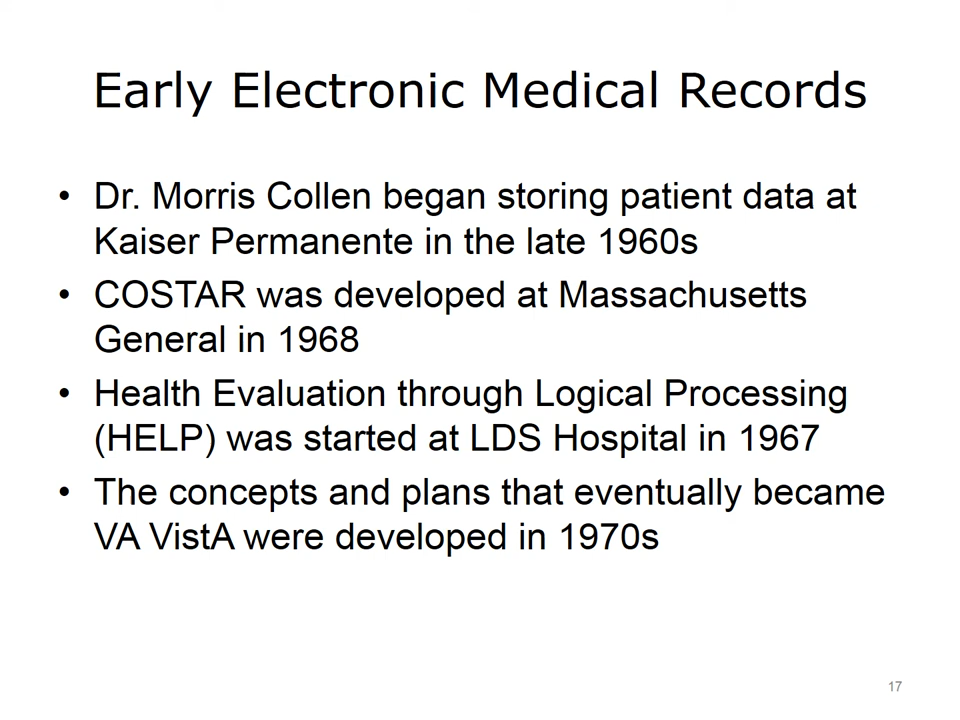 Early Electronic Medical Records
• Dr. Morris Collen began storing patient data at
Kaiser Permanente in the late 1960s
• COSTAR was developed at Massachusetts
General in 1968
• Health Evaluation through Logical Processing
(HELP) was started at LDS Hospital in 1967
• The concepts and plans that eventually became
VA VistA were developed in 1970s
17